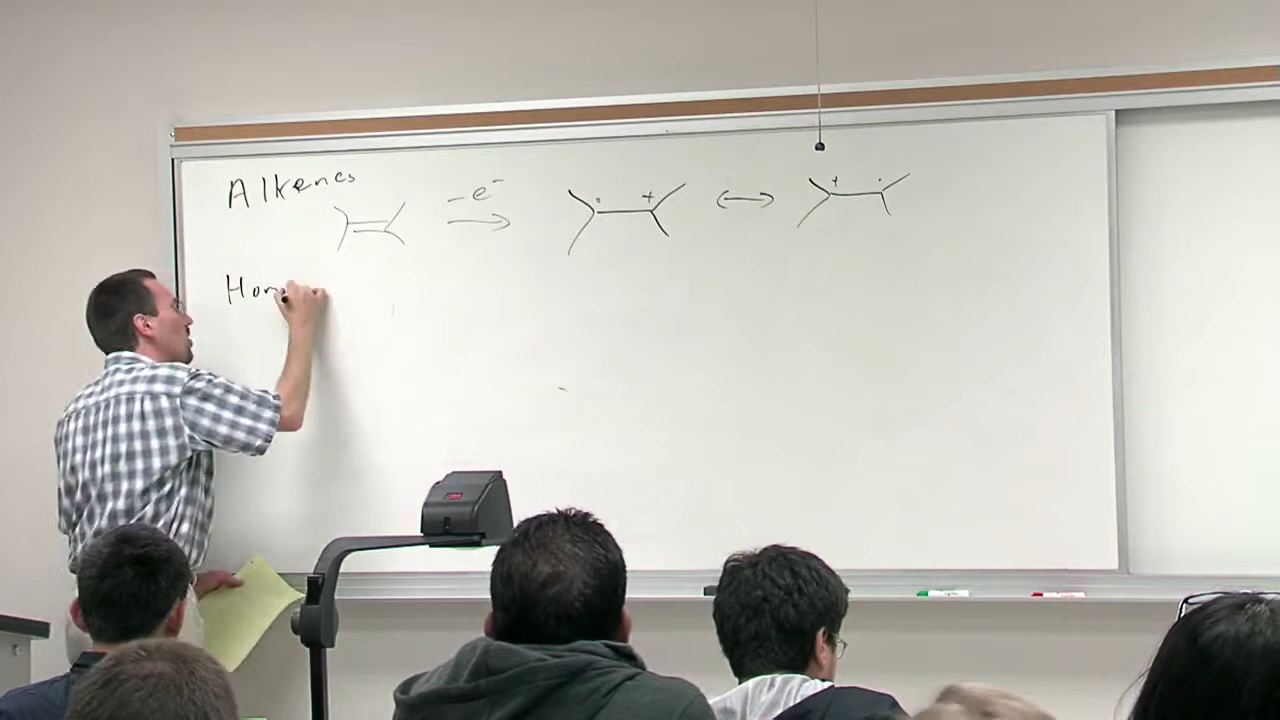 Alkenes
-e⁻
• + ↔ + •
Hom